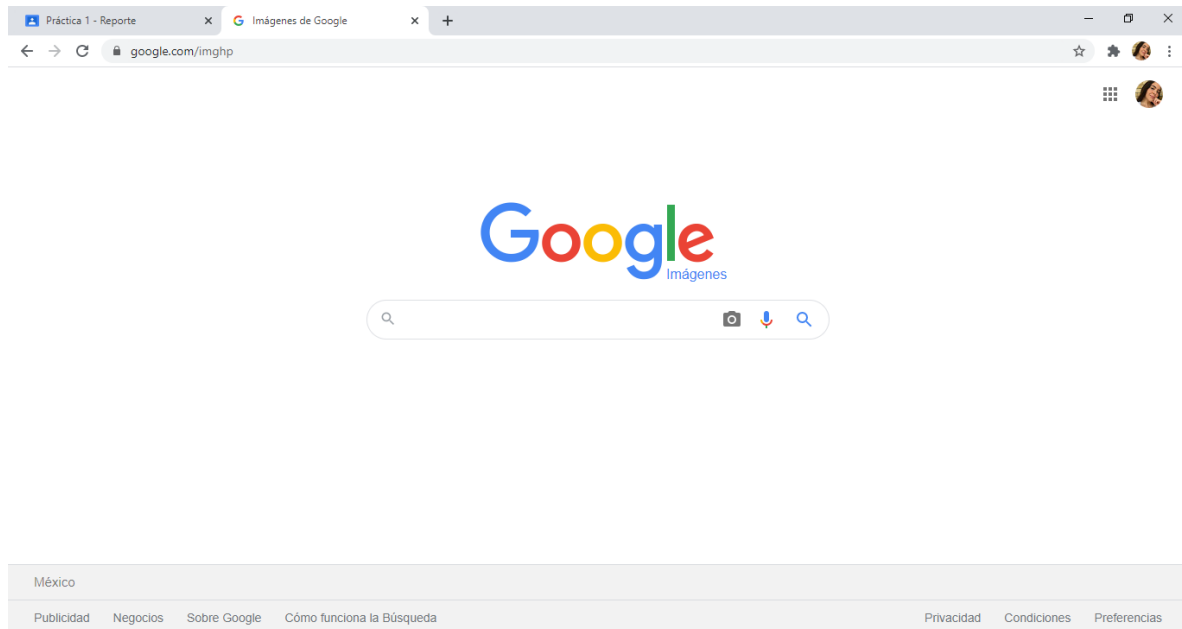 Práctica 1 - Reporte
Imágenes de Google
google.com/imghp
Google
Imágenes
México
Publicidad Negocios Sobre Google Cómo funciona la Búsqueda Privacidad Condiciones Preferencias